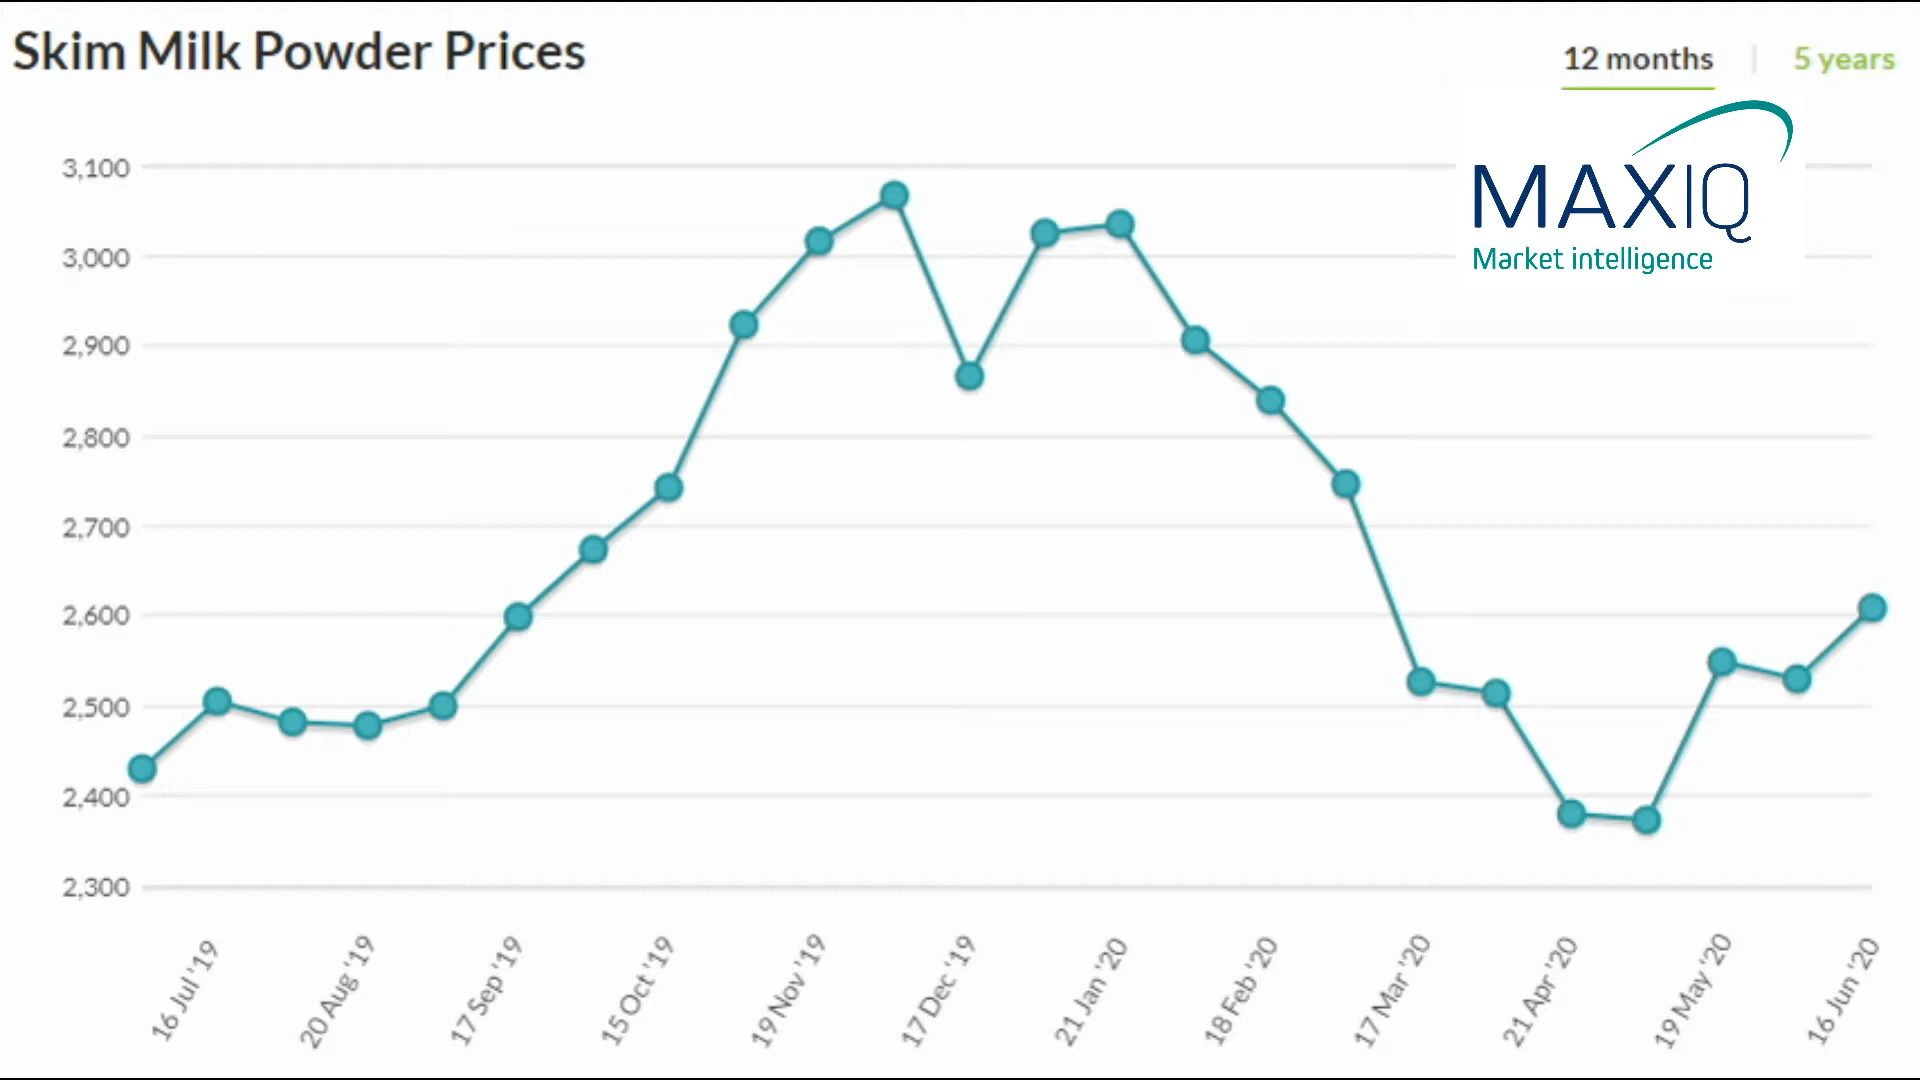 Skim Milk Powder Prices
12 months | 5 years
MAXIQ
Market intelligence
3,100
3,000
2,900
2,800
2,700
2,600
2,500
2,400
2,300
16 Jul '19
20 Aug '19
17 Sep '19
15 Oct '19
19 Nov '19
17 Dec '19
21 Jan '20
18 Feb '20
17 Mar '20
21 Apr '20
19 May '20
16 Jun '20